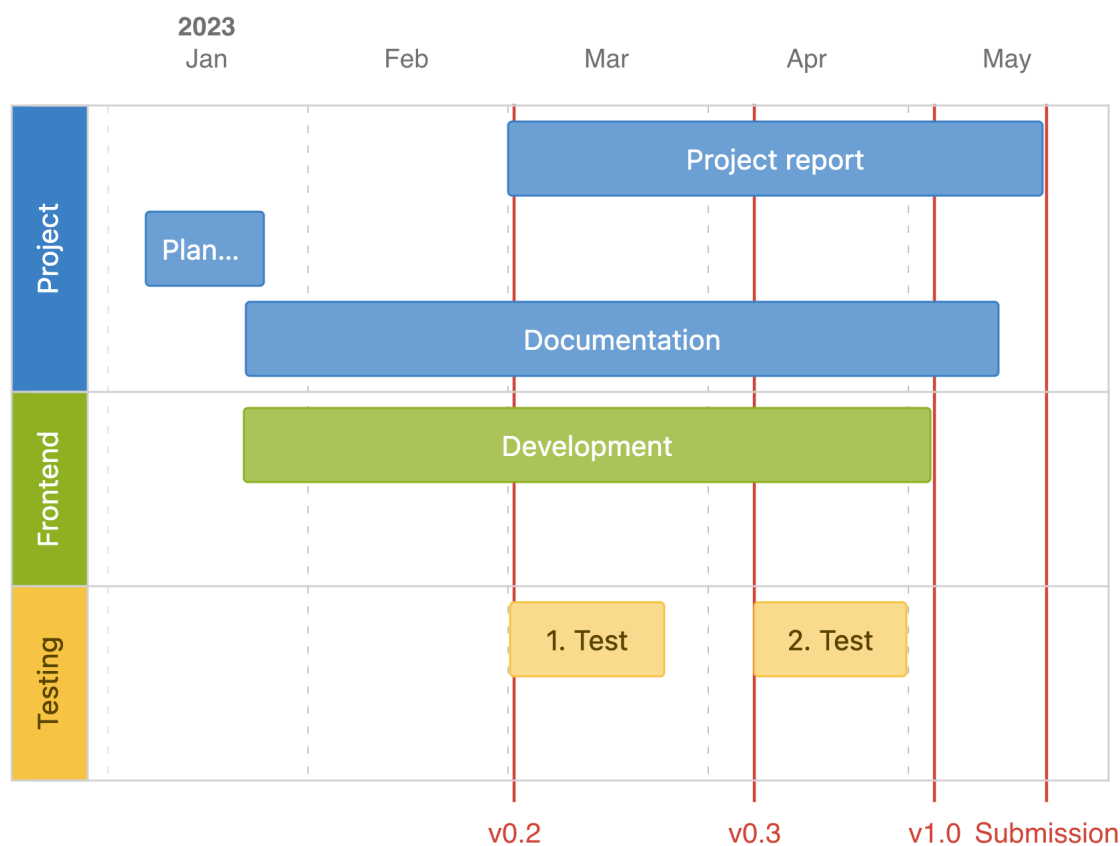 2023
Jan Feb Mar Apr May
Project
Project report
Plan...
Documentation
Frontend
Development
Testing
1. Test 2. Test
v0.2 v0.3 v1.0 Submission